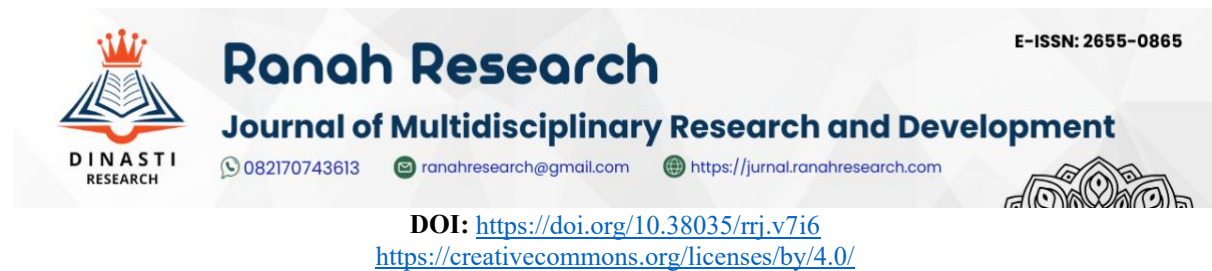 Ranah Research
E-ISSN: 2655-0865
Journal of Multidisciplinary Research and Development
DINASTI
RESEARCH
082170743613 ranahresearch@gmail.com https://jurnal.ranahresearch.com
DOI: https://doi.org/10.38035/rrj.v7i6
https://creativecommons.org/licenses/by/4.0/